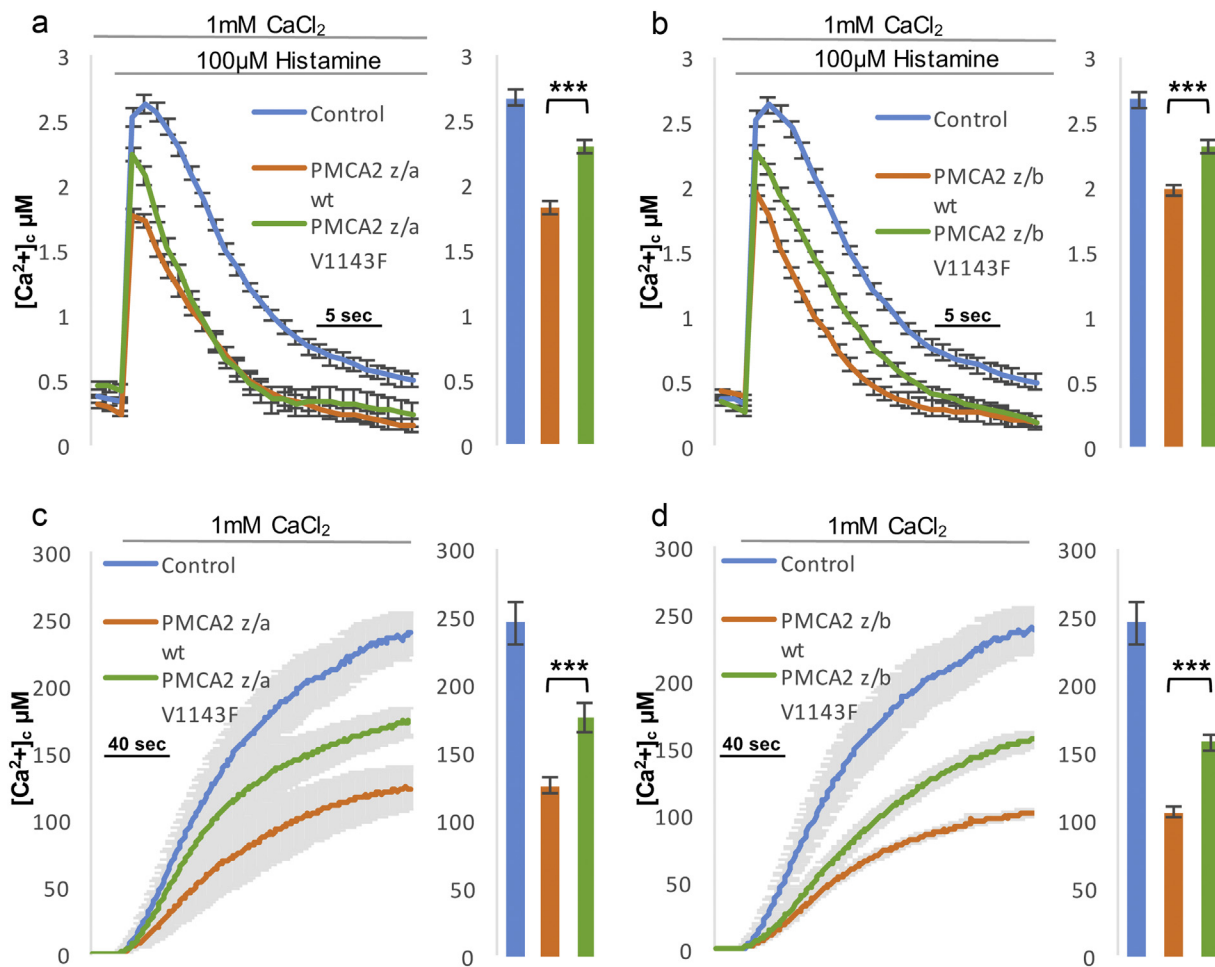 a
1mM CaCl₂
100µM Histamine
3
2.5
2
1.5
1
0.5
0
[Ca²⁺]c µM
Control
PMCA2 z/a
wt
PMCA2 z/a
V1143F
5 sec
3
2.5
2
1.5
1
0.5
0
***
b
1mM CaCl₂
100µM Histamine
3
2.5
2
1.5
1
0.5
0
[Ca²⁺]c µM
Control
PMCA2 z/b
wt
PMCA2 z/b
V1143F
5 sec
3
2.5
2
1.5
1
0.5
0
***
c
1mM CaCl₂
300
250
200
150
100
50
0
[Ca²⁺]c µM
Control
PMCA2 z/a
wt
PMCA2 z/a
V1143F
40 sec
300
250
200
150
100
50
0
***
d
1mM CaCl₂
300
250
200
150
100
50
0
[Ca²⁺]c µM
Control
PMCA2 z/b
wt
PMCA2 z/b
V1143F
40 sec
300
250
200
150
100
50
0
***